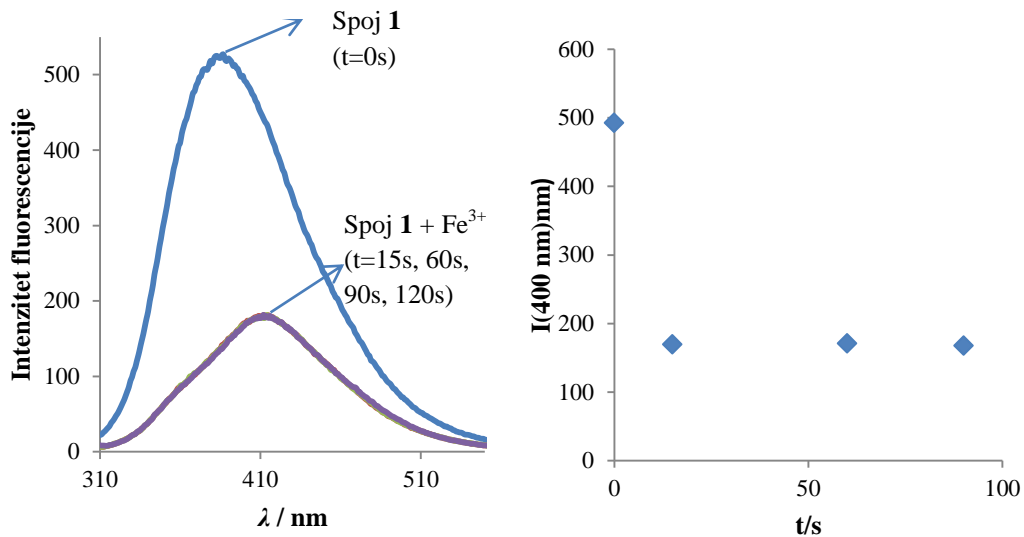 Spoj 1
(t=0s)
500
400
300
200
100
0
Intenzitet fluorescencije
Spoj 1 + Fe³⁺
(t=15s, 60s,
90s, 120s)
310
410
510
λ / nm
600
500
400
300
200
100
0
I(400 nm)nm)
0
50
100
t/s